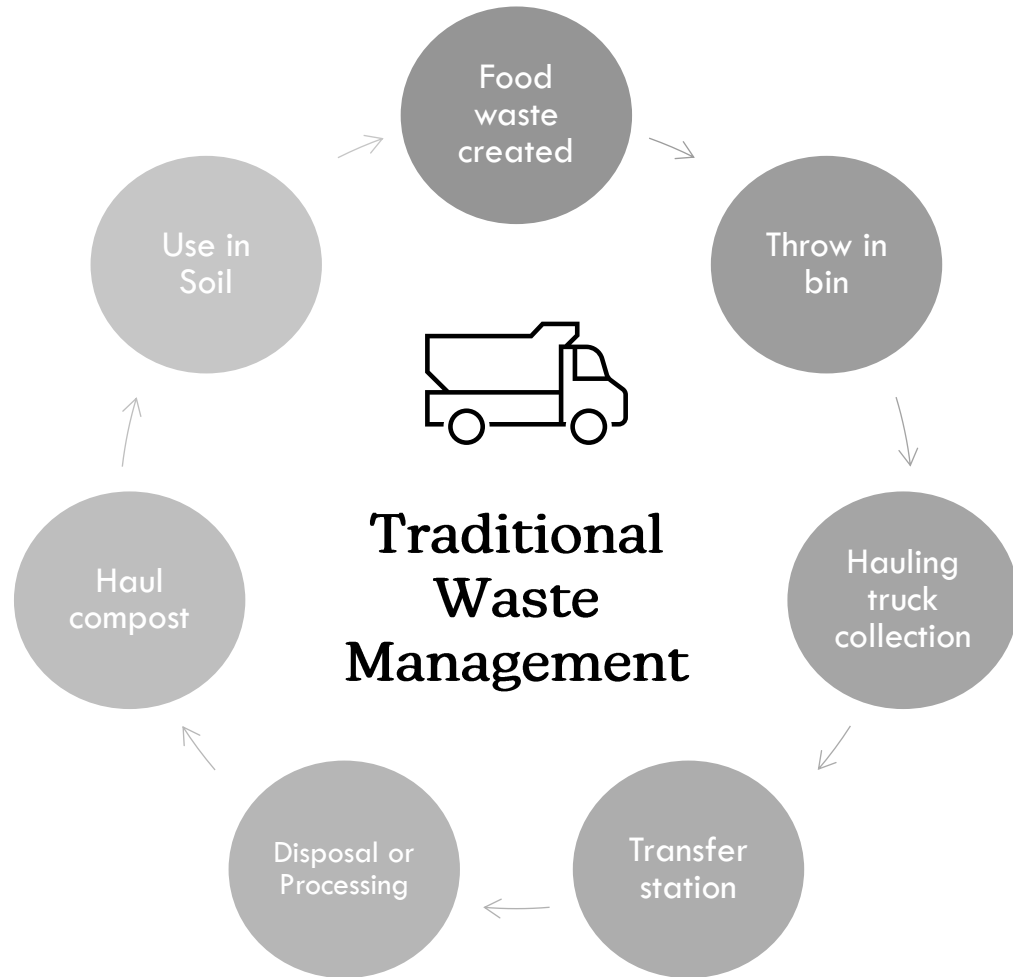 Food
waste
created
Throw in
bin
Hauling
truck
collection
Transfer
station
Disposal or
Processing
Haul
compost
Use in
Soil
Traditional
Waste
Management